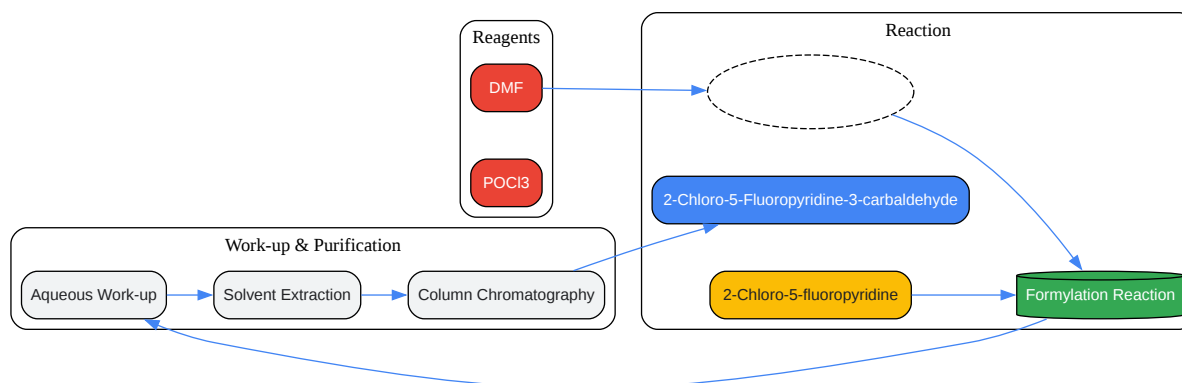 Reagents
DMF
POCl3
Reaction
2-Chloro-5-Fluoropyridine-3-carbaldehyde
2-Chloro-5-fluoropyridine
Formylation Reaction
Work-up & Purification
Aqueous Work-up
Solvent Extraction
Column Chromatography